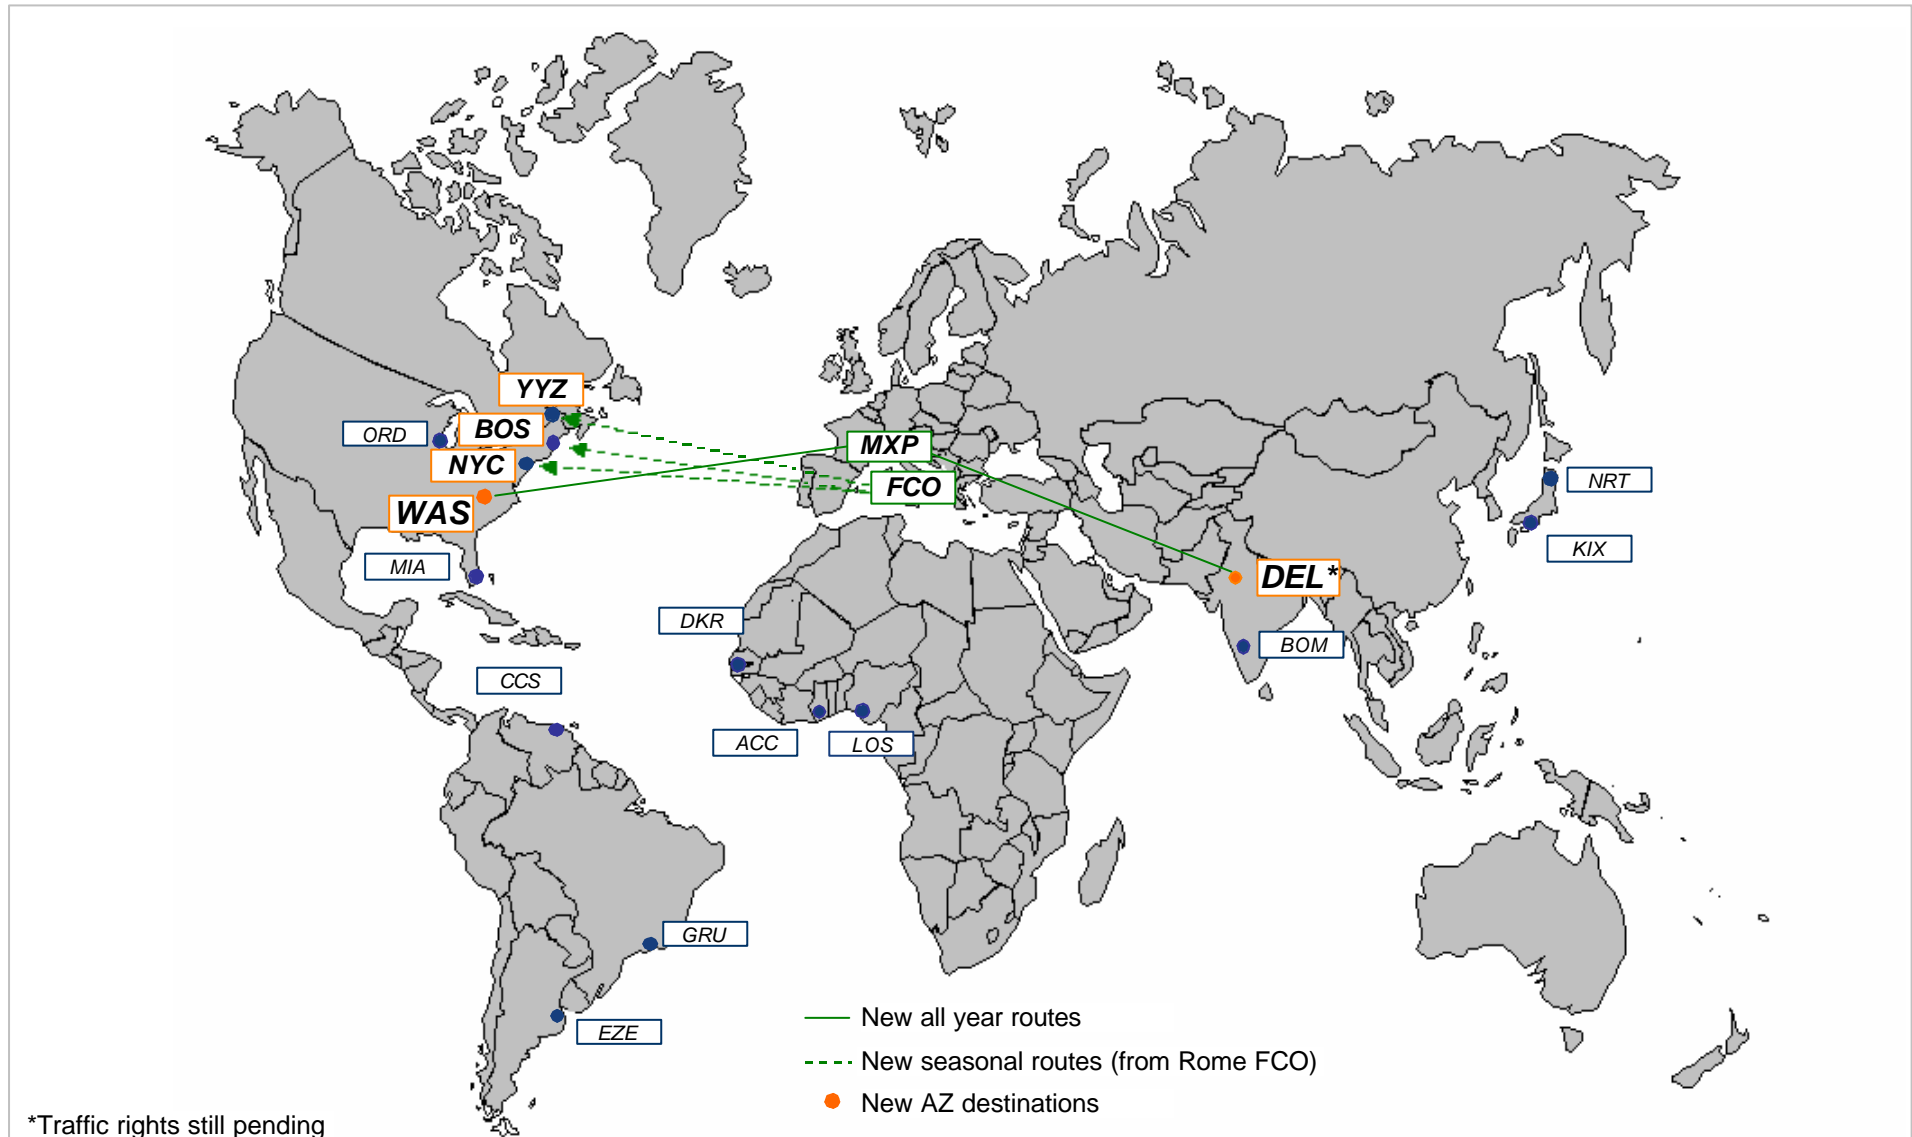 YYZ
ORD
BOS
MXP
NYC
FCO
NRT
WAS
KIX
MIA
DEL*
DKR
BOM
CCS
ACC
LOS
GRU
EZE
New all year routes
New seasonal routes (from Rome FCO)
New AZ destinations
*Traffic rights still pending